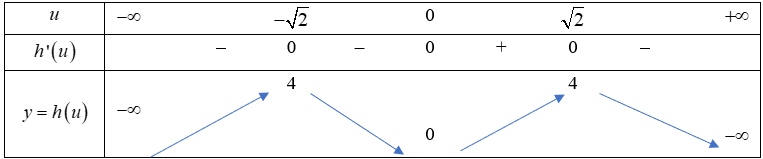 u −∞ −√2 0 √2 +∞
h'(u) − 0 − 0 + 0 −
4 4
y = h(u) −∞
0 −∞